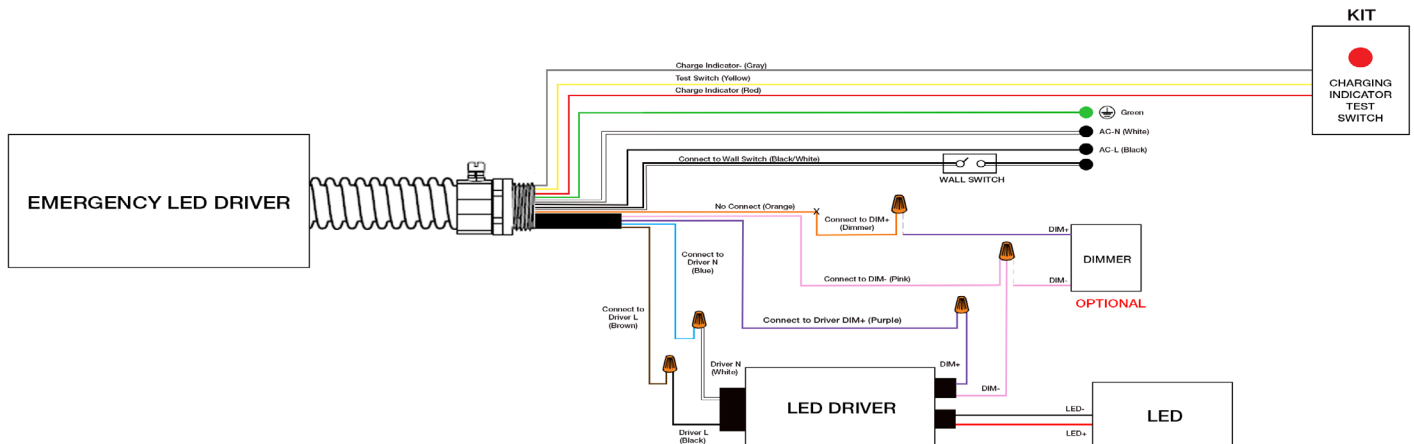 KIT
CHARGING
INDICATOR
TEST
SWITCH
Charge Indicator- (Gray)
Test Switch (Yellow)
Charge Indicator (Red)
Green
AC-N (White)
AC-L (Black)
Connect to Wall Switch (Black/White)
WALL SWITCH
EMERGENCY LED DRIVER
No Connect (Orange)
X
Connect to DIM+
(Dimmer)
DIM+
DIMMER
DIM-
OPTIONAL
Connect to
Driver N
(Blue)
Connect to DIM- (Pink)
Connect to
Driver L
(Brown)
Connect to Driver DIM+ (Purple)
Driver N
(White)
DIM+
DIM-
LED DRIVER
LED-
LED+
LED
Driver L
(Black)